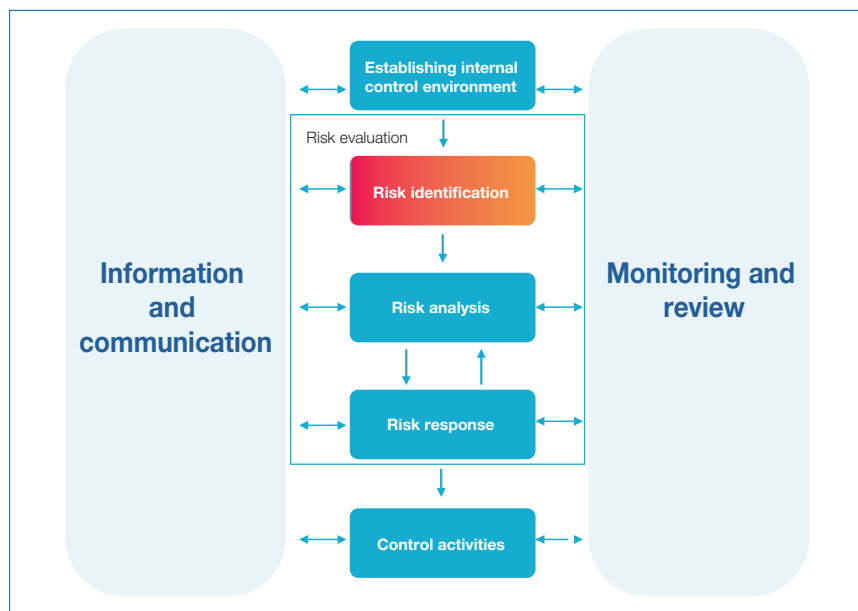 Establishing internal
control environment
Risk evaluation
Risk identification
Information
and
communication
Monitoring and
review
Risk analysis
Risk response
Control activities